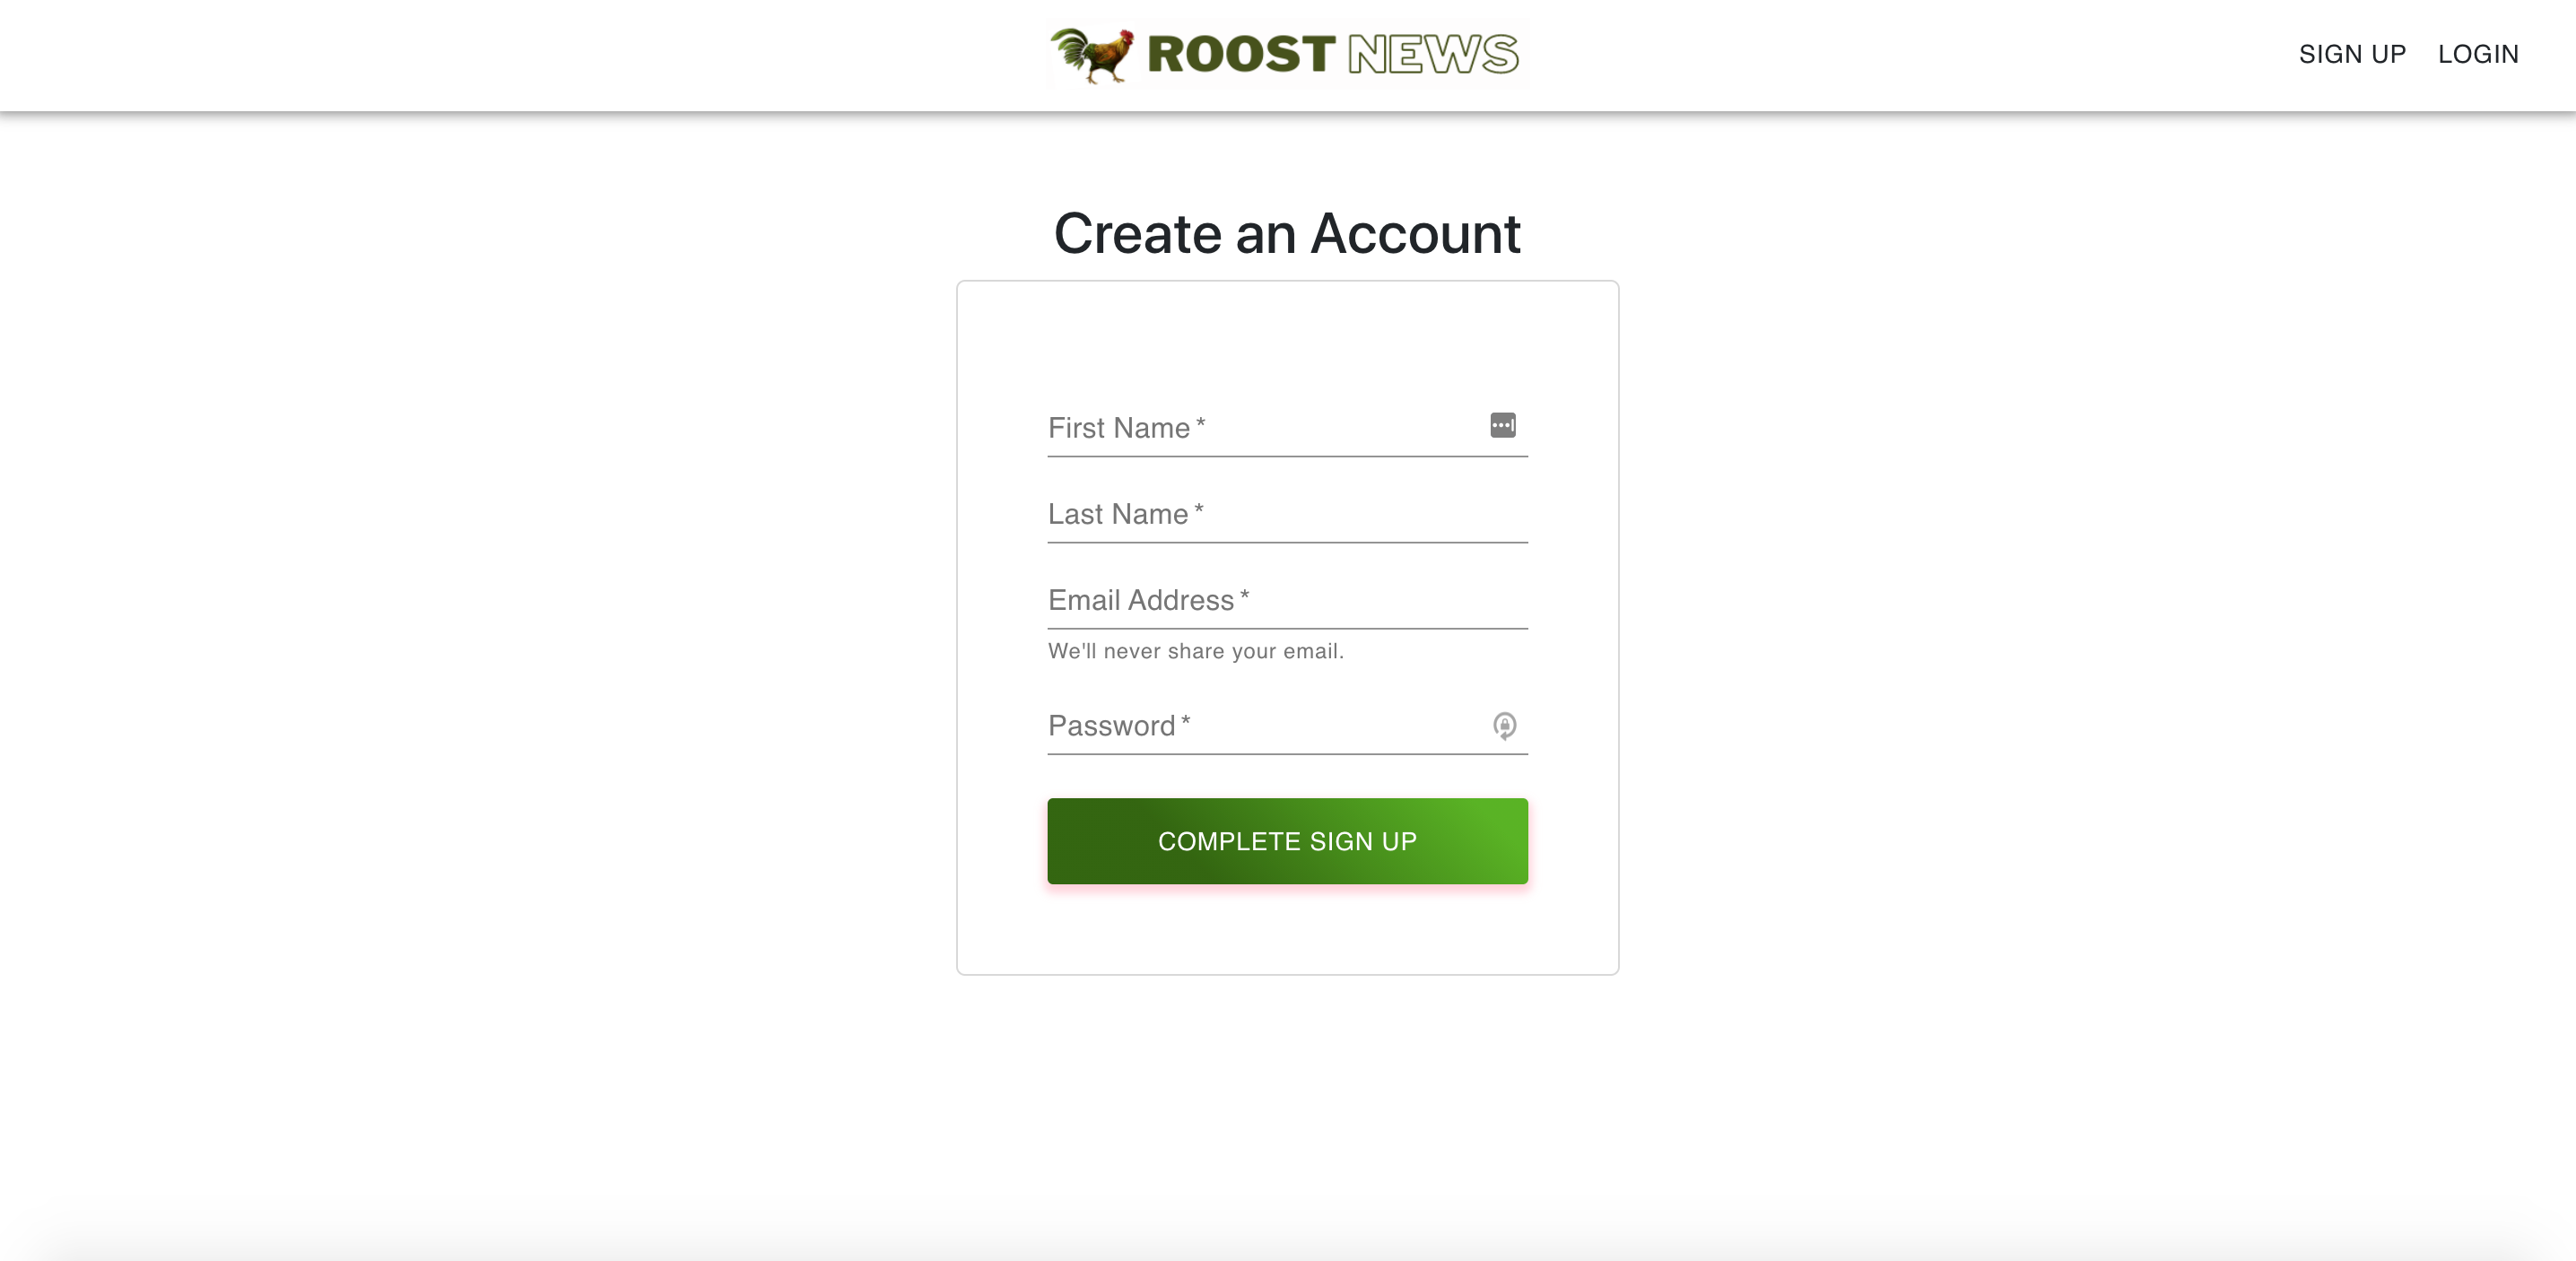 ROOST NEWS
SIGN UP LOGIN
Create an Account
First Name *
Last Name *
Email Address *
We'll never share your email.
Password *
COMPLETE SIGN UP